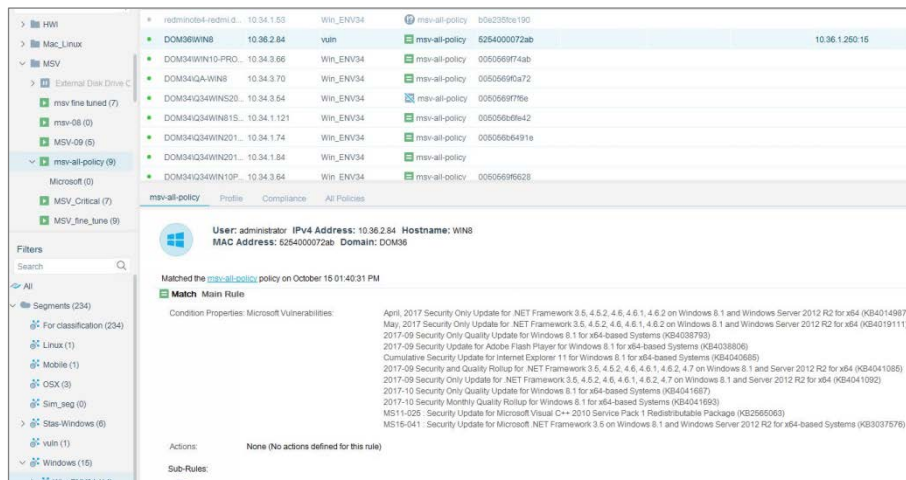 HWI
Mac_Linux
MSV
External Disk Drive C
msv fine tuned (7)
msv-08 (0)
MSV-09 (5)
msv-all-policy (9)
Microsoft (0)
MSV_Critical (7)
MSV_fine_tune (9)
Filters
Search
All
Segments (234)
For classification (234)
Linux (1)
Mobile (1)
OSX (3)
Sim_seg (0)
Stas-Windows (6)
vuln (1)
Windows (15)
redminote4-redmi.d... 10.34.1.53 Win_ENV34 msv-all-policy b0e235fce190
DOM36\WIN8 10.36.2.84 vuln msv-all-policy 5254000072ab 10.36.1.250:15
DOM34\WIN10-PRO... 10.34.3.66 Win_ENV34 msv-all-policy 0050569f74ab
DOM34\QA-WIN8 10.34.3.70 Win_ENV34 msv-all-policy 0050569f0a72
DOM34\Q34WINS20... 10.34.3.54 Win_ENV34 msv-all-policy 0050569f7f6e
DOM34\Q34WIN81S... 10.34.1.121 Win_ENV34 msv-all-policy 005056b6fe42
DOM34\Q34WIN201... 10.34.1.74 Win_ENV34 msv-all-policy 005056b6491e
DOM34\Q34WIN201... 10.34.1.84 Win_ENV34 msv-all-policy
DOM34\Q34WIN10P... 10.34.3.64 Win_ENV34 msv-all-policy 0050569f6628
msv-all-policy Profile Compliance All Policies
User: administrator IPv4 Address: 10.36.2.84 Hostname: WIN8
MAC Address: 5254000072ab Domain: DOM36
Matched the msv-all-policy policy on October 15 01:40:31 PM
Match Main Rule
Condition Properties: Microsoft Vulnerabilities: April, 2017 Security Only Update for .NET Framework 3.5, 4.5.2, 4.6, 4.6.1, 4.6.2 on Windows 8.1 and Windows Server 2012 R2 for x64 (KB4014987
May, 2017 Security Only Update for .NET Framework 3.5, 4.5.2, 4.6, 4.6.1, 4.6.2 on Windows 8.1 and Windows Server 2012 R2 for x64 (KB4019111
2017-09 Security Only Quality Update for Windows 8.1 for x64-based Systems (KB4038793)
2017-09 Security Update for Adobe Flash Player for Windows 8.1 for x64-based Systems (KB4038806)
Cumulative Security Update for Internet Explorer 11 for Windows 8.1 for x64-based Systems (KB4040685)
2017-09 Security and Quality Rollup for .NET Framework 3.5, 4.5.2, 4.6, 4.6.1, 4.6.2, 4.7 on Windows 8.1 and Server 2012 R2 for x64 (KB4041085)
2017-09 Security Only Update for .NET Framework 3.5, 4.5.2, 4.6, 4.6.1, 4.6.2, 4.7 on Windows 8.1 and Server 2012 R2 for x64 (KB4041092)
2017-10 Security Only Quality Update for Windows 8.1 for x64-based Systems (KB4041687)
2017-10 Security Monthly Quality Rollup for Windows 8.1 for x64-based Systems (KB4041693)
MS11-025 : Security Update for Microsoft Visual C++ 2010 Service Pack 1 Redistributable Package (KB2565063)
MS15-041 : Security Update for Microsoft .NET Framework 3.5 on Windows 8.1 and Windows Server 2012 R2 for x64-based Systems (KB3037576)
Actions: None (No actions defined for this rule)
Sub-Rules: